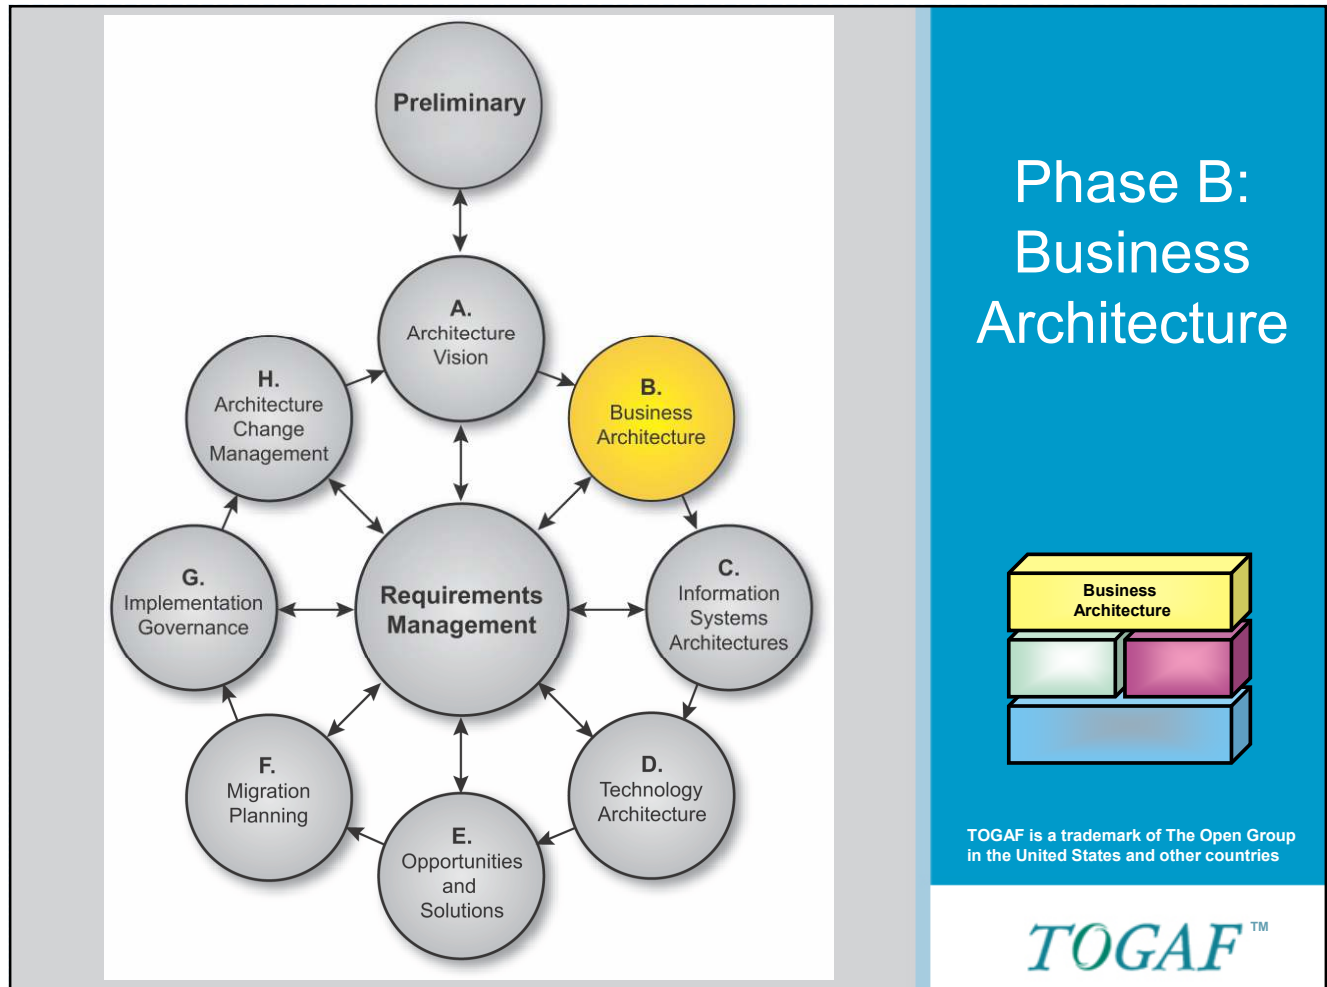 Preliminary
A.
Architecture
Vision
B.
Business
Architecture
H.
Architecture
Change
Management
C.
Information
Systems
Architectures
G.
Implementation
Governance
Requirements
Management
D.
Technology
Architecture
F.
Migration
Planning
E.
Opportunities
and
Solutions
Phase B:
Business
Architecture
Business
Architecture
TOGAF is a trademark of The Open Group
in the United States and other countries
TOGAF™